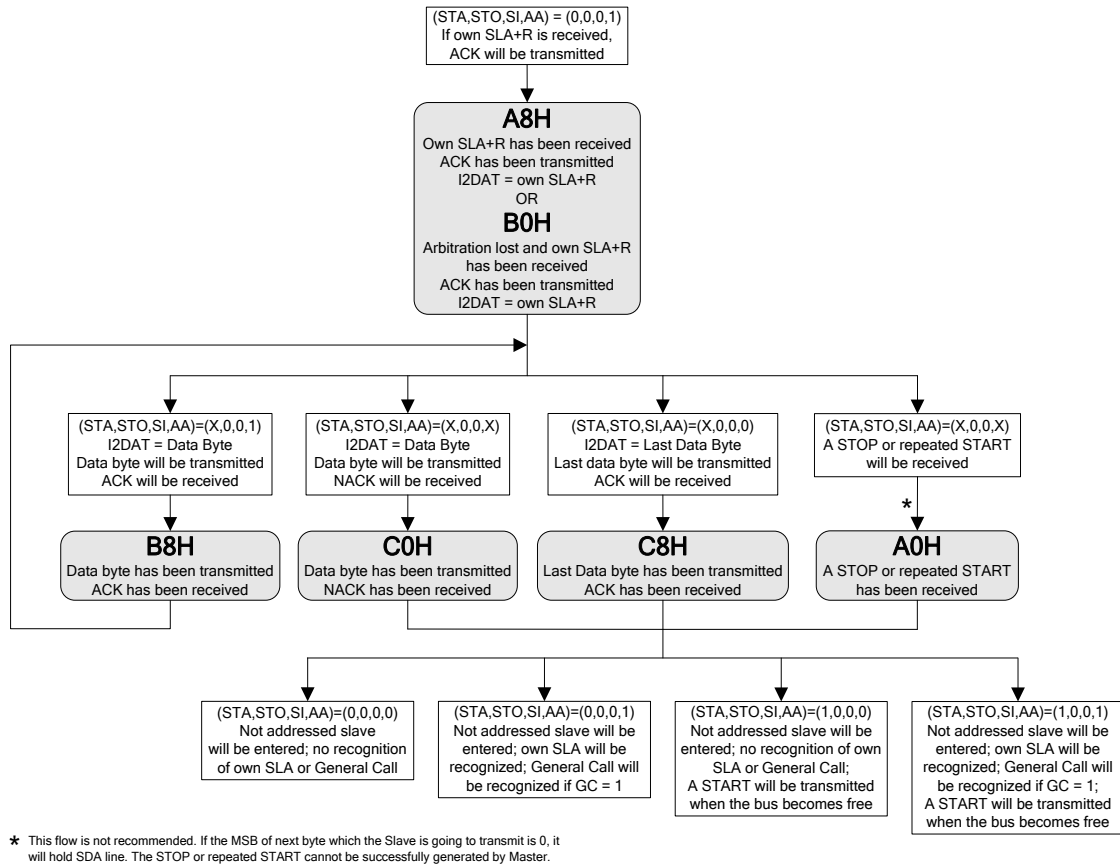 (STA,STO,SI,AA) = (0,0,0,1)
If own SLA+R is received,
ACK will be transmitted
A8H
Own SLA+R has been received
ACK has been transmitted
I2DAT = own SLA+R
OR
B0H
Arbitration lost and own SLA+R
has been received
ACK has been transmitted
I2DAT = own SLA+R
(STA,STO,SI,AA)=(X,0,0,1)
I2DAT = Data Byte
Data byte will be transmitted
ACK will be received
(STA,STO,SI,AA)=(X,0,0,X)
I2DAT = Data Byte
Data byte will be transmitted
NACK will be received
(STA,STO,SI,AA)=(X,0,0,0)
I2DAT = Last Data Byte
Last data byte will be transmitted
ACK will be received
(STA,STO,SI,AA)=(X,0,0,X)
A STOP or repeated START
will be received
*
B8H
Data byte has been transmitted
ACK has been received
C0H
Data byte has been transmitted
NACK has been received
C8H
Last Data byte has been transmitted
ACK has been received
A0H
A STOP or repeated START
has been received
(STA,STO,SI,AA)=(0,0,0,0)
Not addressed slave
will be entered; no recognition
of own SLA or General Call
(STA,STO,SI,AA)=(0,0,0,1)
Not addressed slave will be
entered; own SLA will be
recognized; General Call will
be recognized if GC = 1
(STA,STO,SI,AA)=(1,0,0,0)
Not addressed slave will be
entered; no recognition of own
SLA or General Call;
A START will be transmitted
when the bus becomes free
(STA,STO,SI,AA)=(1,0,0,1)
Not addressed slave will be
entered; own SLA will be
recognized; General Call will
be recognized if GC = 1;
A START will be transmitted
when the bus becomes free
* This flow is not recommended. If the MSB of next byte which the Slave is going to transmit is 0, it
will hold SDA line. The STOP or repeated START cannot be successfully generated by Master.